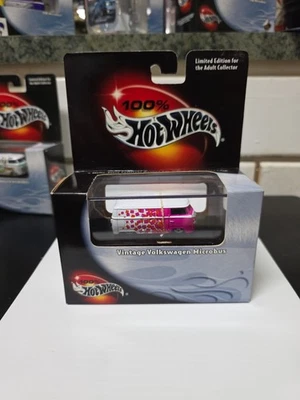 Limited Edition for
the Adult Collector
100%
Hot Wheels
Vintage Volkswagen Microbus
Hot Wheels